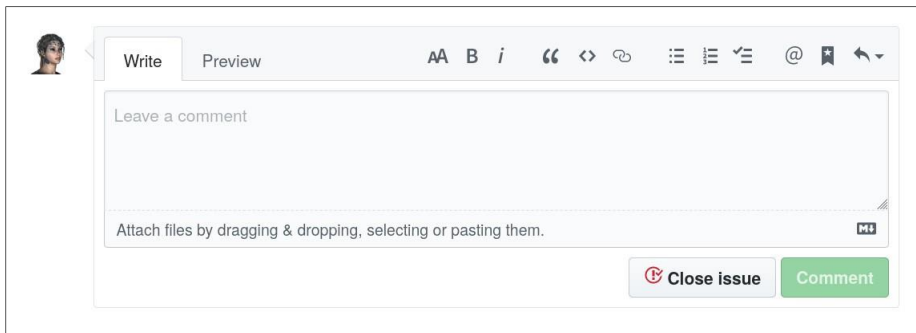 Write Preview AA B i “ <> @
Leave a comment
Attach files by dragging & dropping, selecting or pasting them. M↓
Close issue Comment